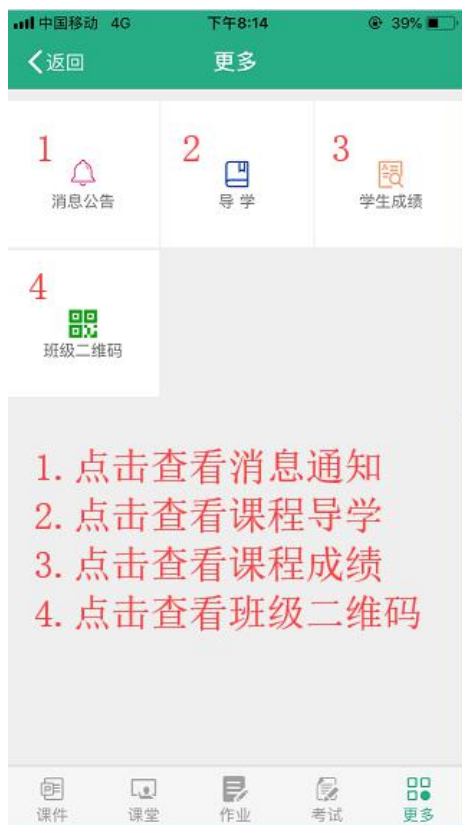 中国移动 4G 下午8:14 39%
返回 更多
1 2 3
消息公告 导学 学生成绩
4
班级二维码
1. 点击查看消息通知
2. 点击查看课程导学
3. 点击查看课程成绩
4. 点击查看班级二维码
课件 课堂 作业 考试 更多